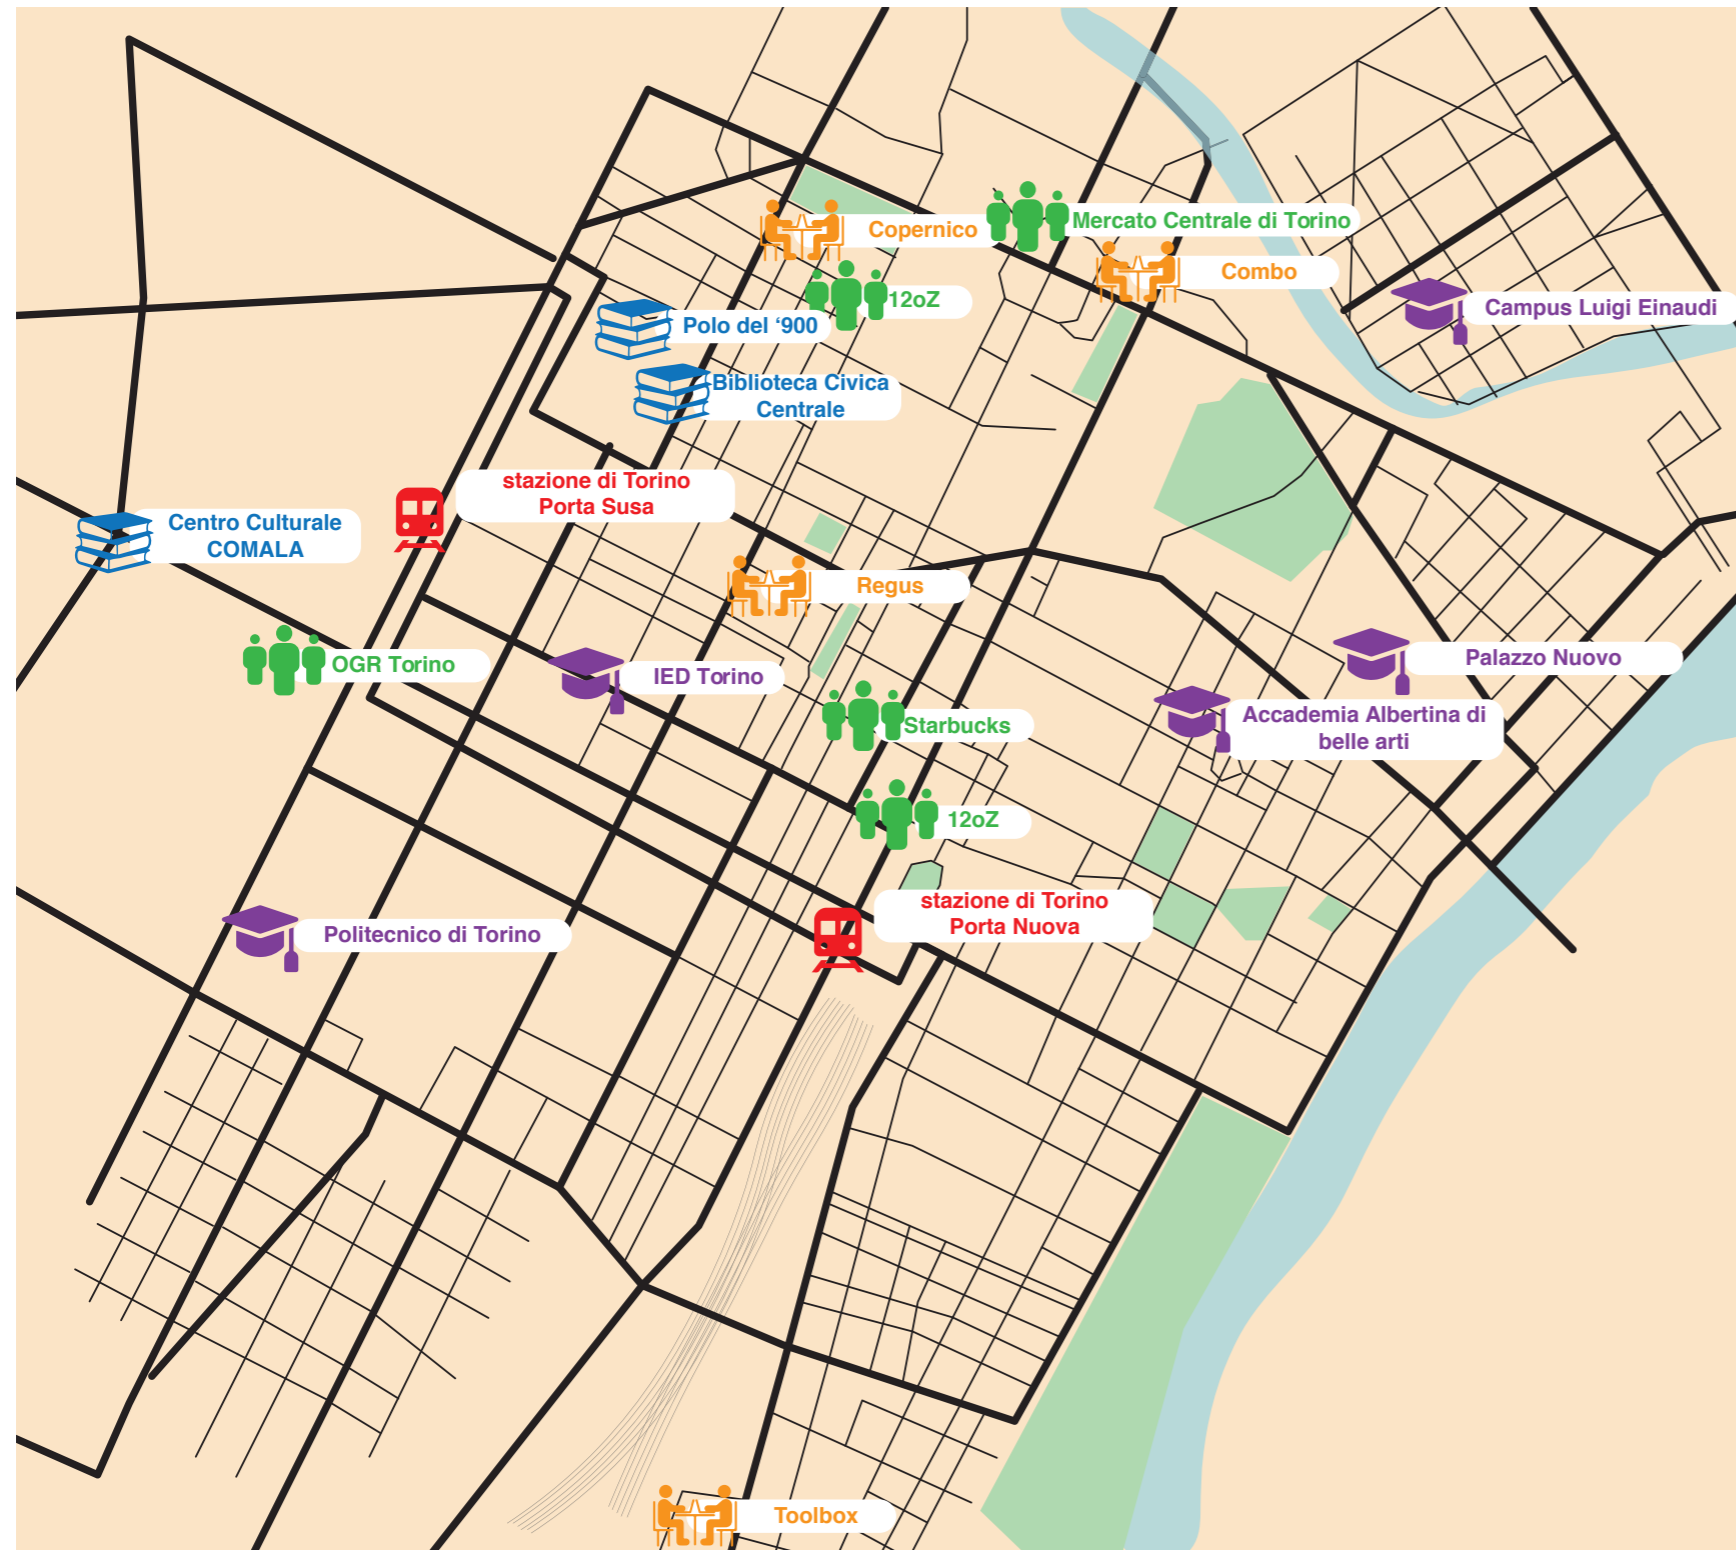 Mercato Centrale di Torino
Copernico
Combo
12oZ
Campus Luigi Einaudi
Polo del ‘900
Biblioteca Civica
Centrale
stazione di Torino
Porta Susa
Centro Culturale
COMALA
Regus
OGR Torino
IED Torino
Palazzo Nuovo
Starbucks
Accademia Albertina di
belle arti
12oZ
stazione di Torino
Porta Nuova
Politecnico di Torino
Toolbox